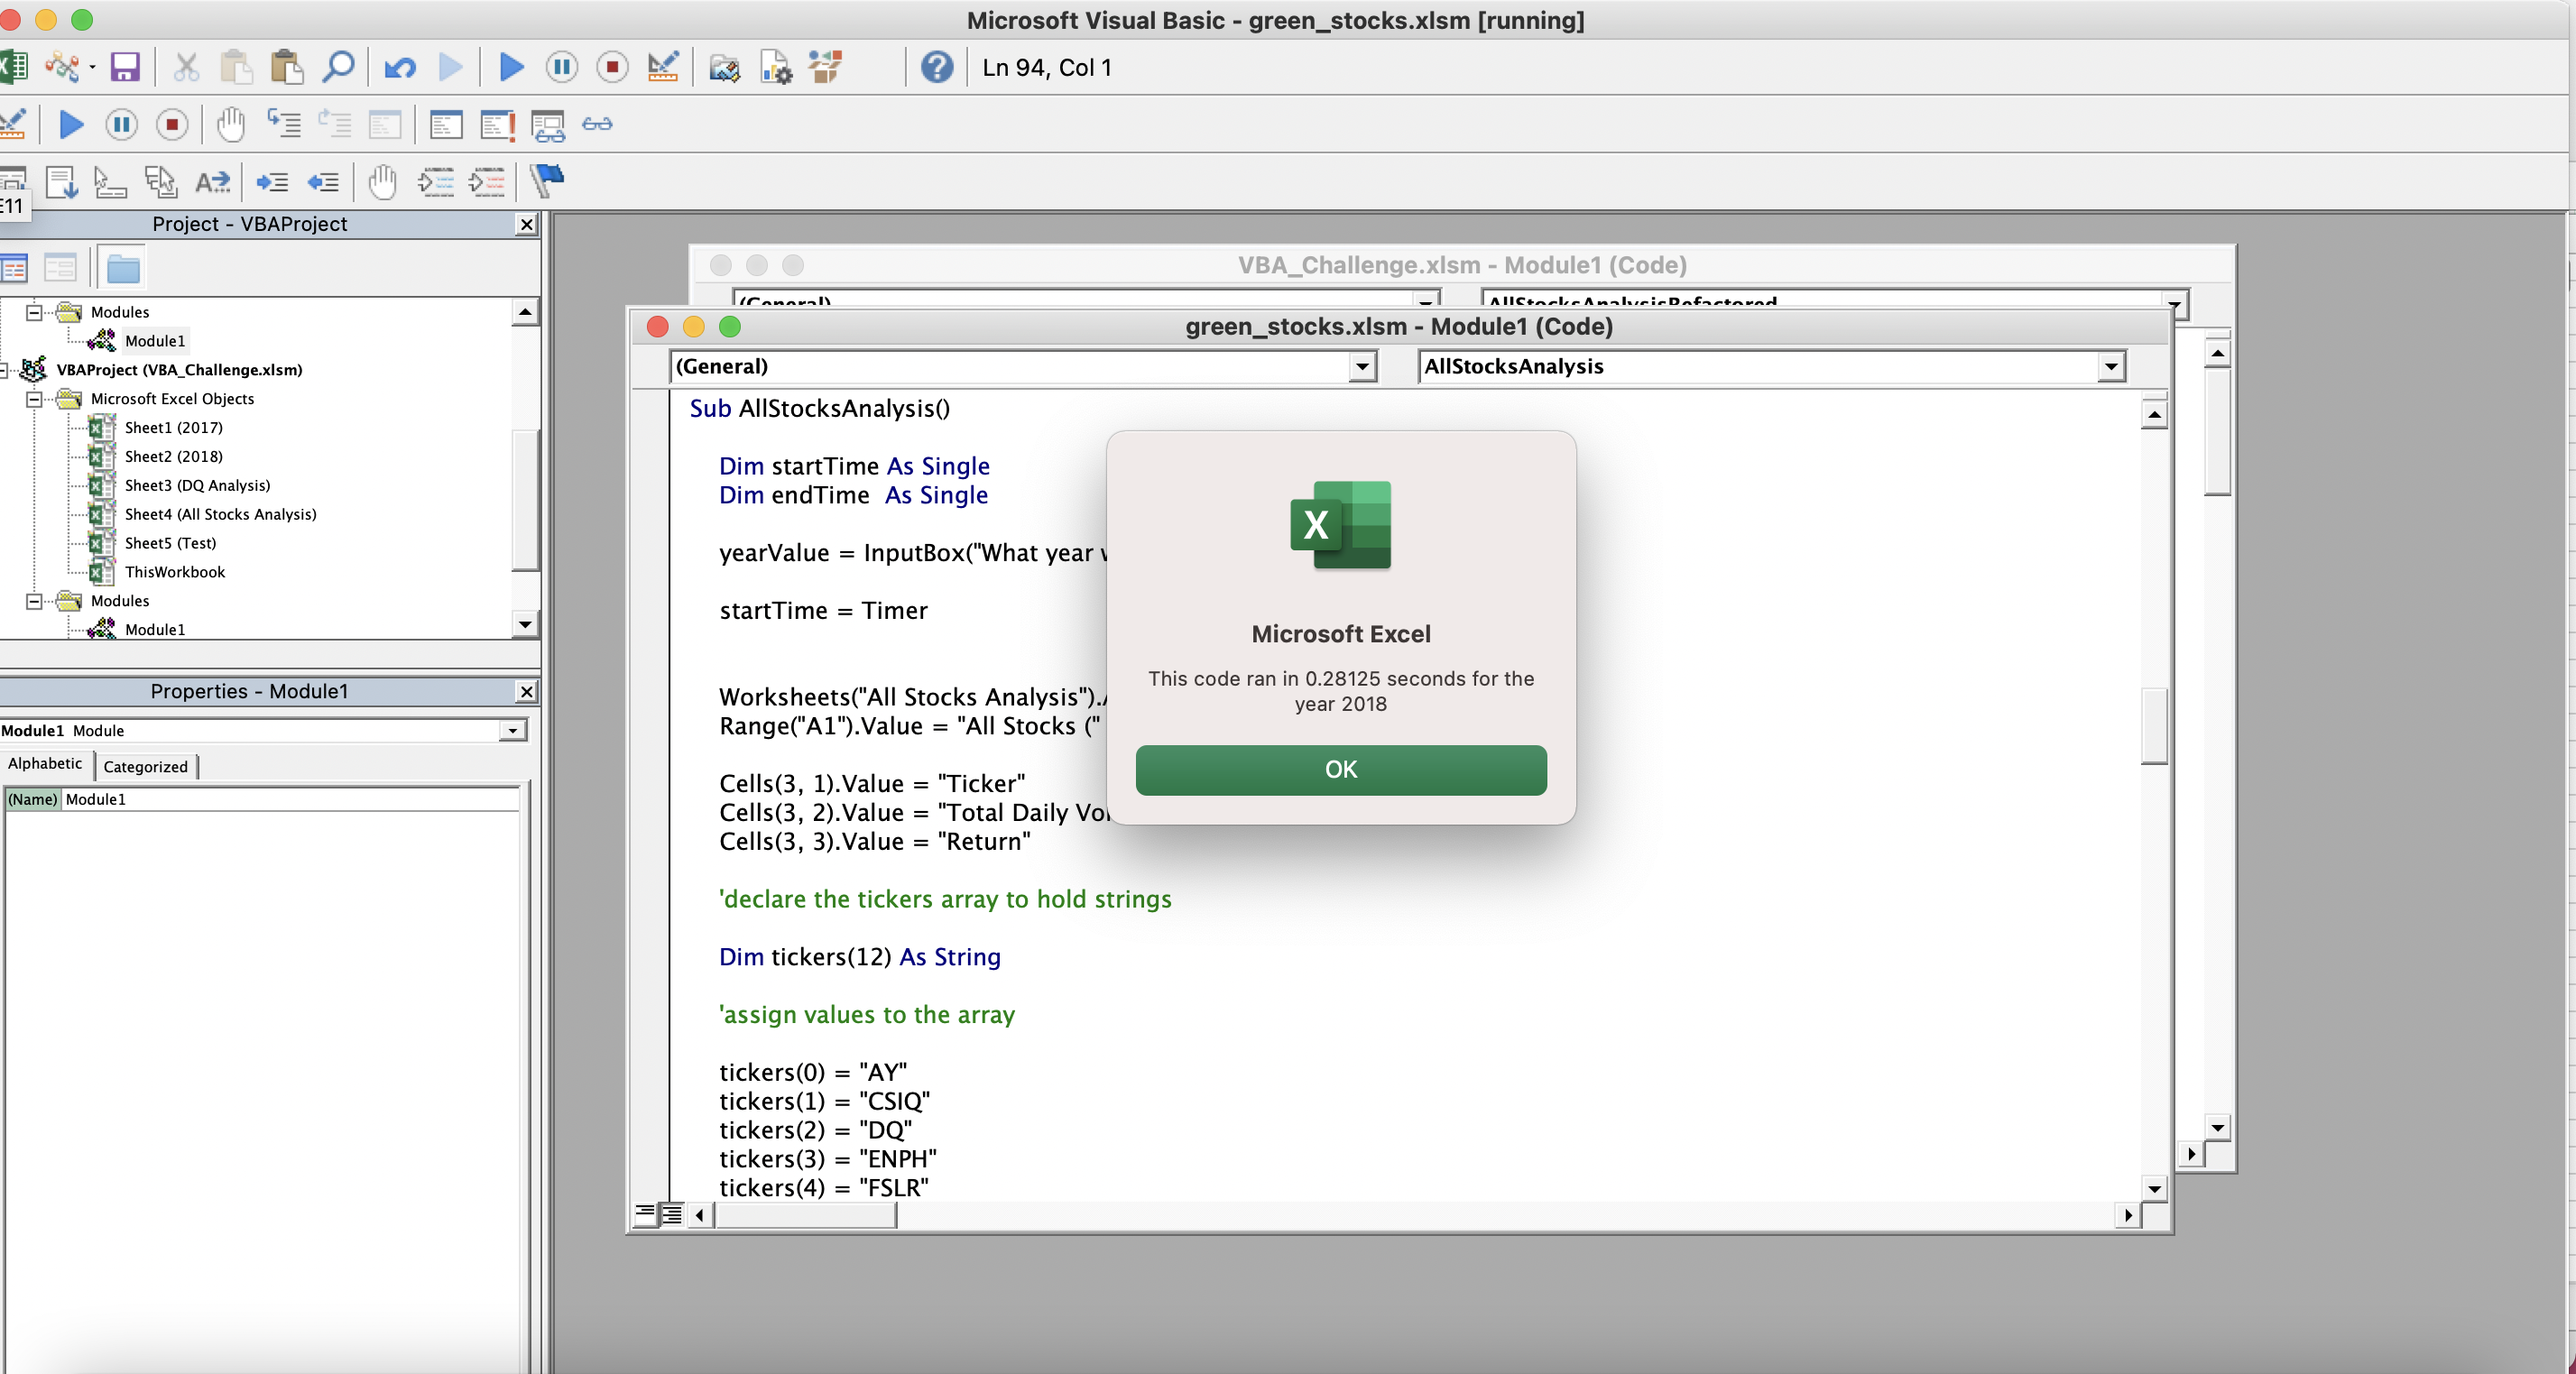 Microsoft Visual Basic - green_stocks.xlsm [running]
Ln 94, Col 1
E11
Project - VBAProject
Modules
Module1
VBAProject (VBA_Challenge.xlsm)
Microsoft Excel Objects
Sheet1 (2017)
Sheet2 (2018)
Sheet3 (DQ Analysis)
Sheet4 (All Stocks Analysis)
Sheet5 (Test)
ThisWorkbook
Modules
Module1
Properties - Module1
Module1 Module
Alphabetic
Categorized
(Name) Module1
VBA_Challenge.xlsm - Module1 (Code)
(General)
AllStocksAnalysisRefactored
green_stocks.xlsm - Module1 (Code)
(General)
AllStocksAnalysis
Sub AllStocksAnalysis()
Dim startTime As Single
Dim endTime  As Single
yearValue = InputBox("What year
startTime = Timer
Worksheets("All Stocks Analysis").
Range("A1").Value = "All Stocks ("
Cells(3, 1).Value = "Ticker"
Cells(3, 2).Value = "Total Daily Vo
Cells(3, 3).Value = "Return"
'declare the tickers array to hold strings
Dim tickers(12) As String
'assign values to the array
tickers(0) = "AY"
tickers(1) = "CSIQ"
tickers(2) = "DQ"
tickers(3) = "ENPH"
tickers(4) = "FSLR"
X
Microsoft Excel
This code ran in 0.28125 seconds for the
year 2018
OK